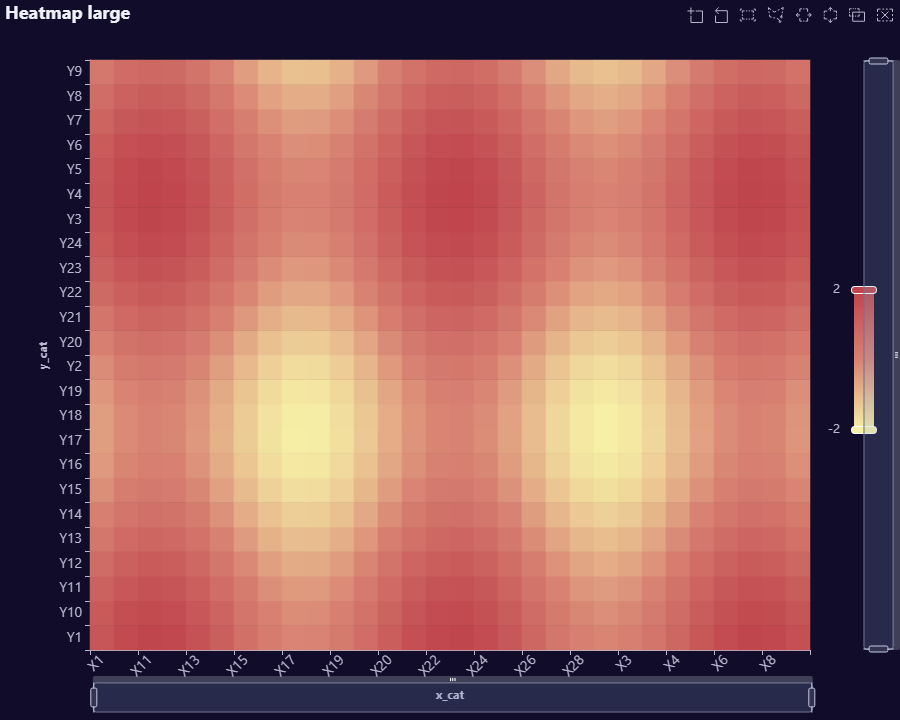 Heatmap large
Y9
Y8
Y7
Y6
Y5
Y4
Y3
Y24
Y23
Y22
Y21
Y20
Y2
Y19
Y18
Y17
Y16
Y15
Y14
Y13
Y12
Y11
Y10
Y1
y_cat
X1 X11 X13 X15 X17 X19 X20 X22 X24 X26 X28 X3 X4 X6 X8
x_cat
2
-2